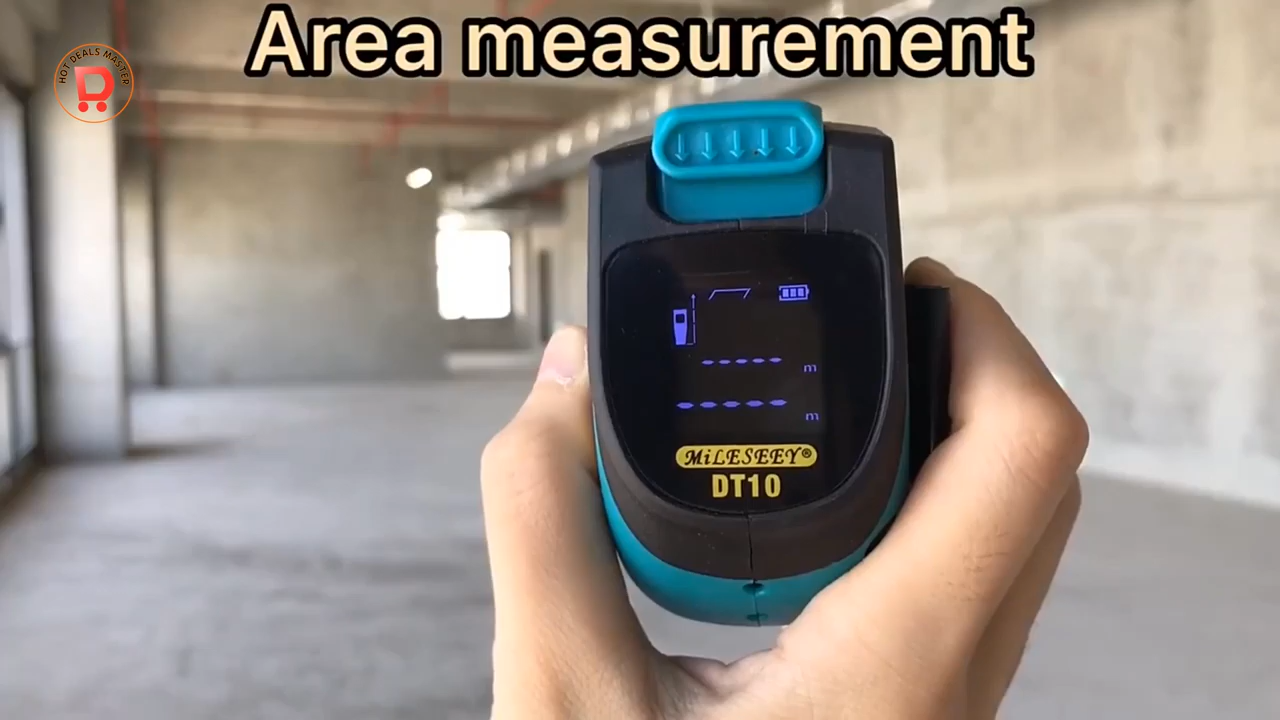 Area measurement
HOT DEALS MASTER
-----
m
-----
m
MiLESEEY®
DT10